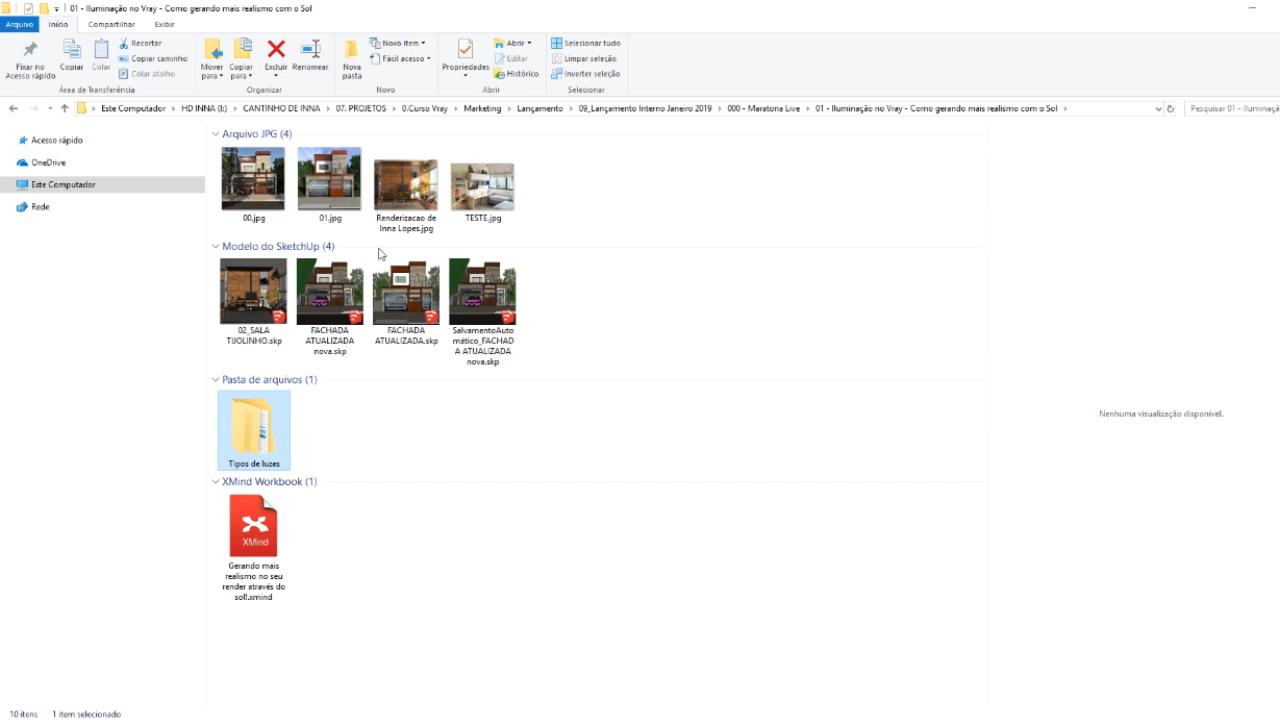 01 - Iluminação no Vray - Como gerando mais realismo com o Sol
Arquivo Início Compartilhar Exibir
Fixar no
Acesso rápido
Copiar
Colar
Recortar
Copiar caminho
Colar atalho
Área de Transferência
Mover
para
Copiar
para
Excluir
Renomear
Organizar
Nova
pasta
Novo item
Fácil acesso
Novo
Propriedades
Abrir
Editar
Histórico
Abrir
Selecionar tudo
Limpar seleção
Inverter seleção
Selecionar
Este Computador > HD INNA (I:) > CANTINHO DE INNA > 07. PROJETOS > 0.Curso Vray > Marketing > Lançamento > 09_Lançamento Interno Janeiro 2019 > 000 - Maratona Live > 01 - Iluminação no Vray - Como gerando mais realismo com o Sol >
Pesquisar 01 - Iluminaçã
Acesso rápido
OneDrive
Este Computador
Rede
Arquivo JPG (4)
00.jpg
01.jpg
Renderizacao de
Inna Lopes.jpg
TESTE.jpg
Modelo do SketchUp (4)
02_SALA
TIJOLINHO.skp
FACHADA
ATUALIZADA
nova.skp
FACHADA
ATUALIZADA.skp
SalvamentoAuto
mático_FACHAD
A ATUALIZADA
nova.skp
Pasta de arquivos (1)
Tipos de luzes
XMind Workbook (1)
XMind
Gerando mais
realismo no seu
render através do
sol!.xmind
Nenhuma visualização disponível.
10 itens 1 item selecionado